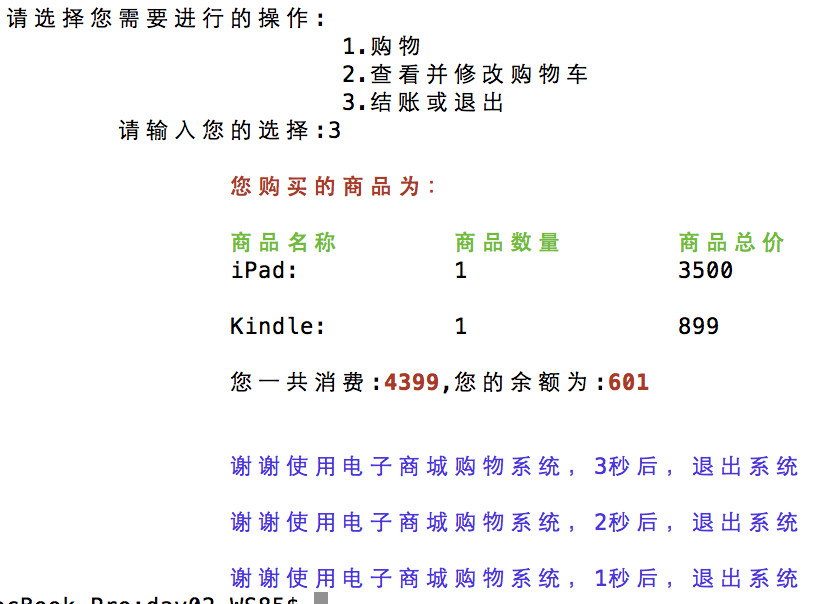 请选择您需要进行的操作:
1.购物
2.查看并修改购物车
3.结账或退出
请输入您的选择:3
您购买的商品为：
商品名称 商品数量 商品总价
iPad: 1 3500
Kindle: 1 899
您一共消费:4399,您的余额为:601
谢谢使用电子商城购物系统，3秒后，退出系统
谢谢使用电子商城购物系统，2秒后，退出系统
谢谢使用电子商城购物系统，1秒后，退出系统